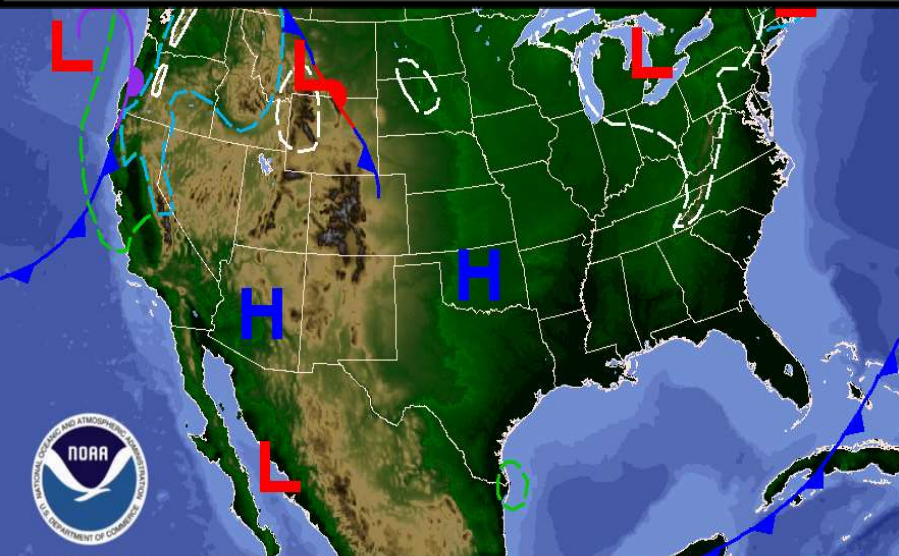 L
L
L
L
H
H
L
NOAA
NATIONAL OCEANIC AND ATMOSPHERIC ADMINISTRATION
U.S. DEPARTMENT OF COMMERCE